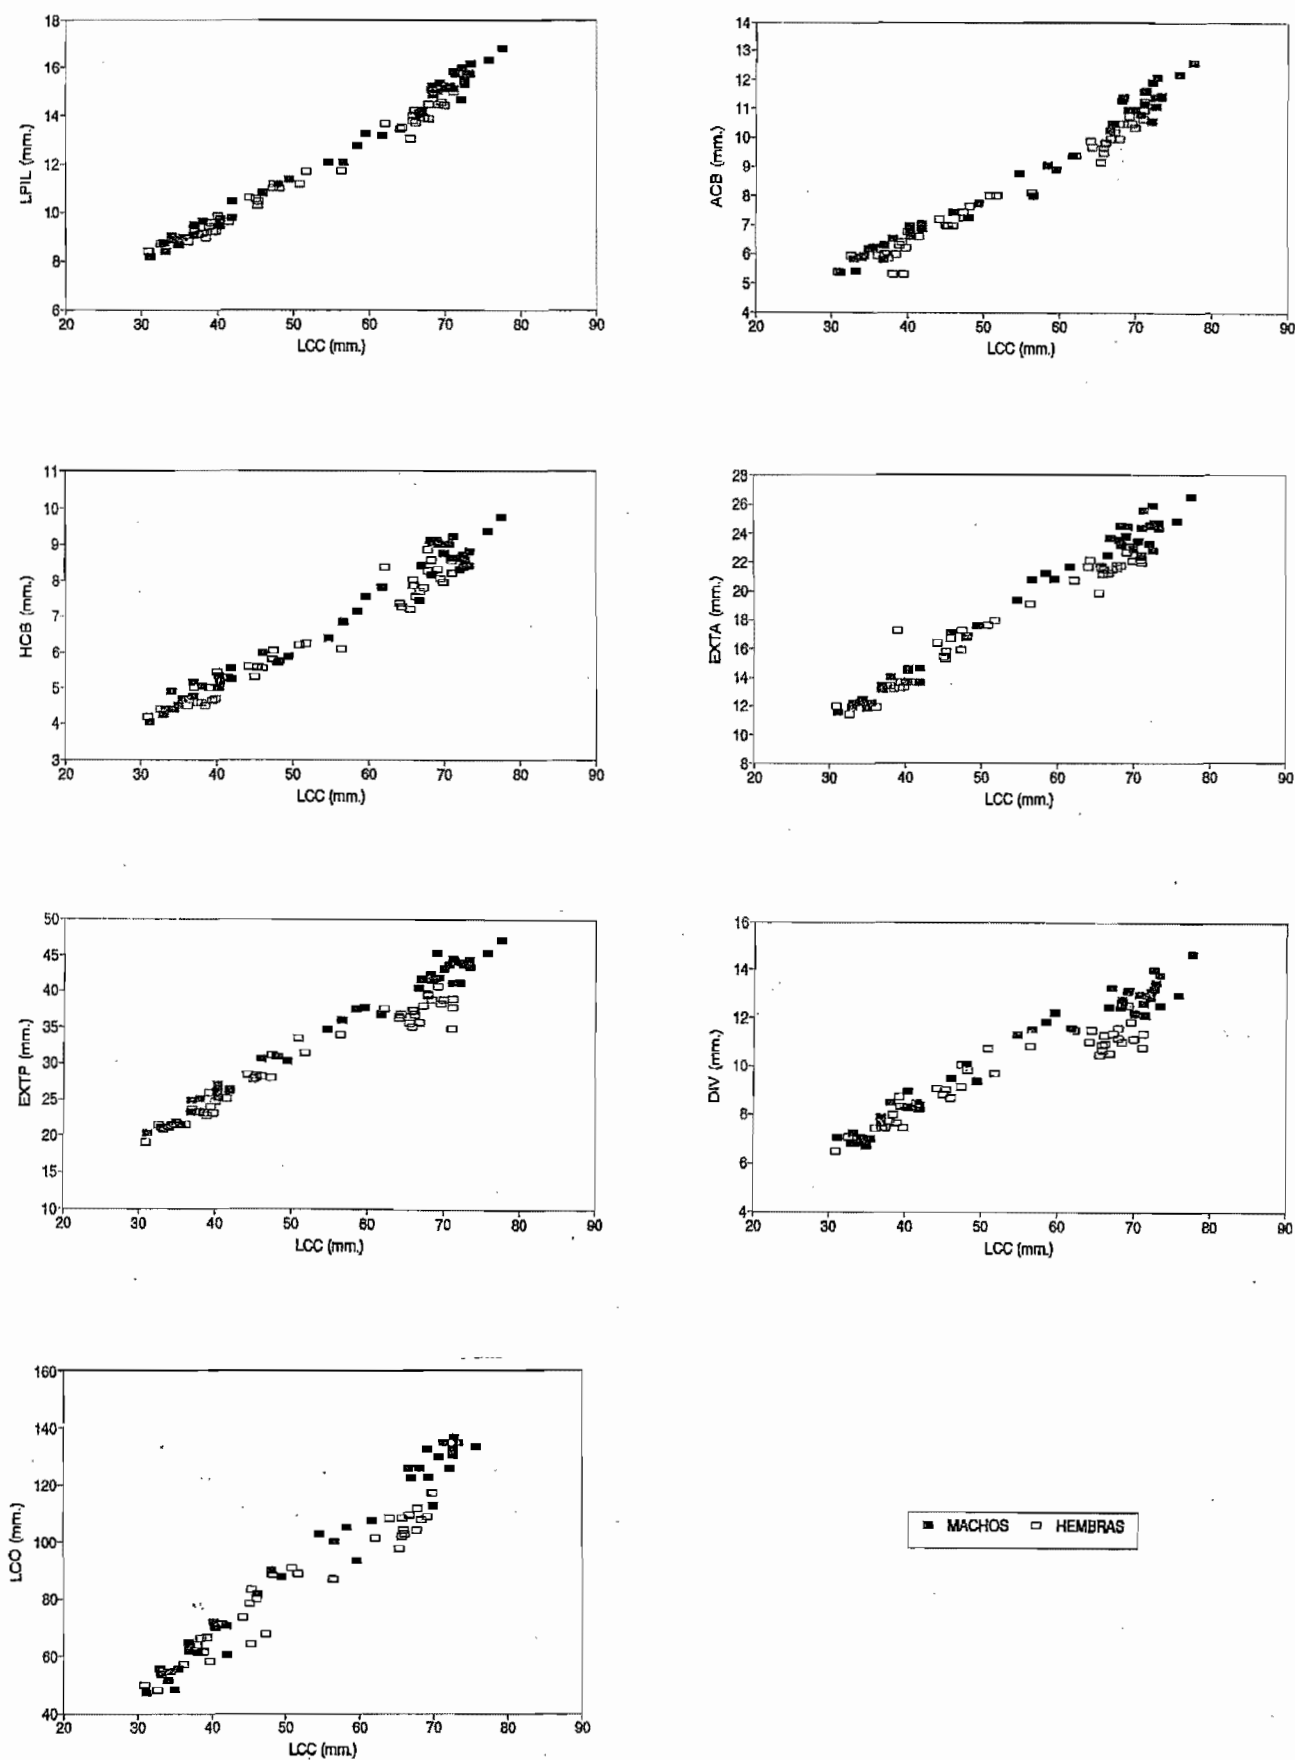 18
16
14
12
10
8
6
LPIL (mm.)
20 30 40 50 60 70 80 90
LCC (mm.)
14
13
12
11
10
9
8
7
6
5
4
ACB (mm.)
20 30 40 50 60 70 80 90
LCC (mm.)
11
10
9
8
7
6
5
4
3
HCB (mm.)
20 30 40 50 60 70 80 90
LCC (mm.)
28
26
24
22
20
18
16
14
12
10
8
EXTA (mm.)
20 30 40 50 60 70 80 90
LCC (mm.)
50
45
40
35
30
25
20
15
10
EXTP (mm.)
20 30 40 50 60 70 80 90
LCC (mm.)
16
14
12
10
8
6
4
DIV (mm.)
20 30 40 50 60 70 80 90
LCC (mm.)
160
140
120
100
80
60
40
LCO (mm.)
20 30 40 50 60 70 80 90
LCC (mm.)
MACHOS HEMBRAS